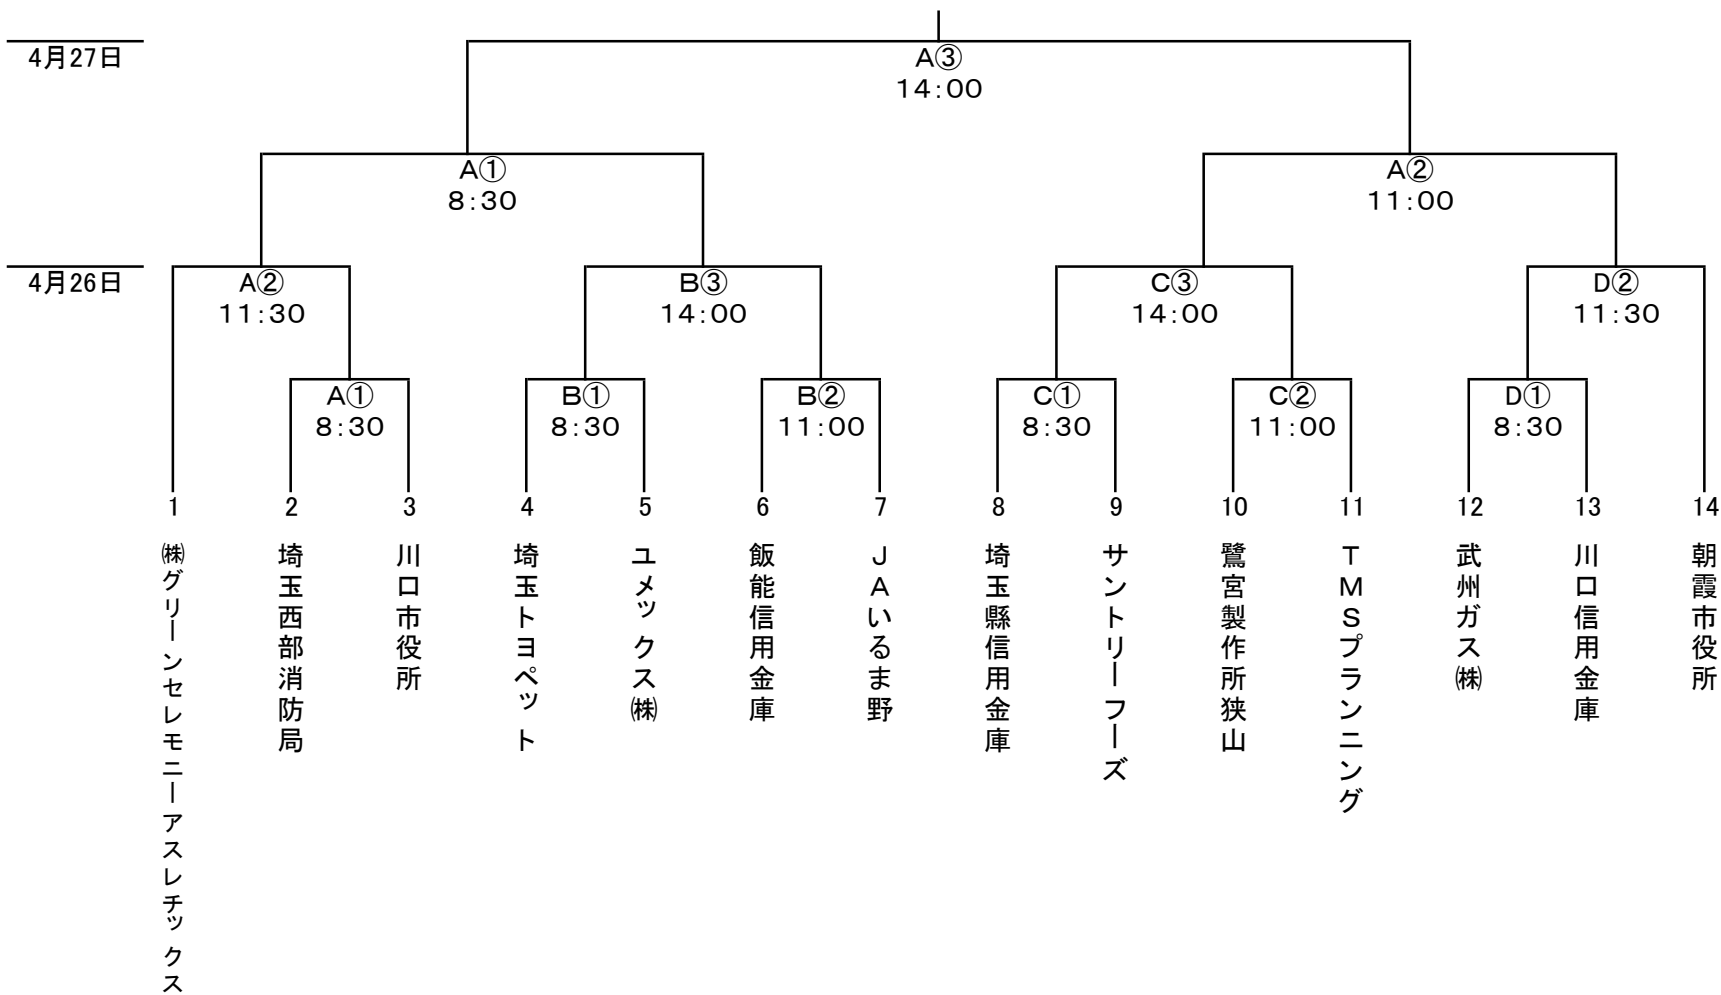 4月27日
A③
14:00
A①
8:30
A②
11:00
4月26日
A②
11:30
B③
14:00
C③
14:00
D②
11:30
A①
8:30
B①
8:30
B②
11:00
C①
8:30
C②
11:00
D①
8:30
1
2
3
4
5
6
7
8
9
10
11
12
13
14
㈱グリーンセレモニーアスレチックス
埼玉西部消防局
川口市役所
埼玉トヨペット
ユメックス㈱
飯能信用金庫
JAいるま野
埼玉縣信用金庫
サントリーフーズ
鷺宮製作所狭山
TMSプランニング
武州ガス㈱
川口信用金庫
朝霞市役所